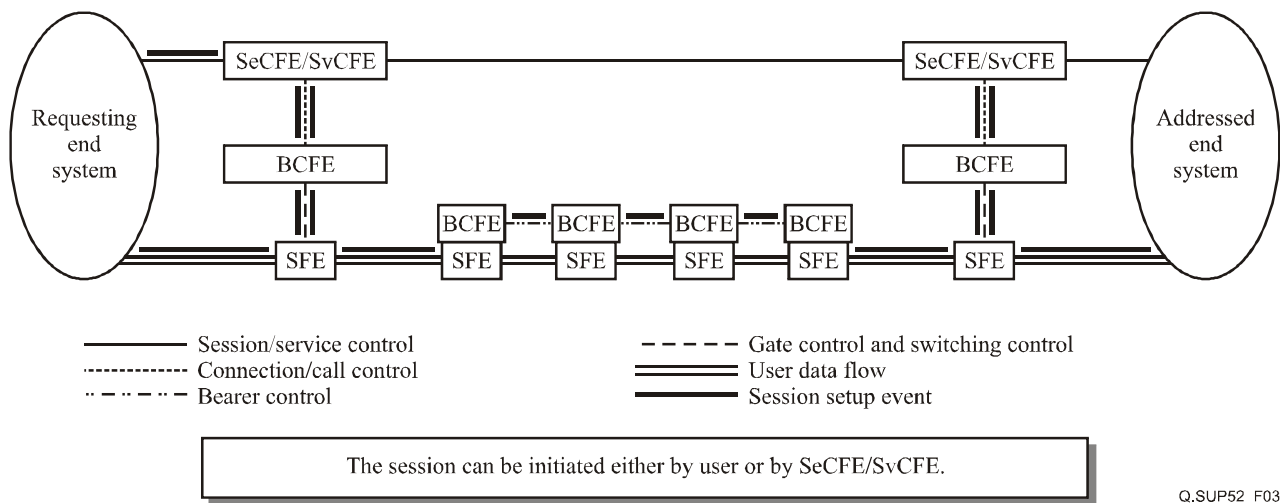 SeCFE/SvCFE
SeCFE/SvCFE
Requesting
end
system
Addressed
end
system
BCFE
BCFE
BCFE
BCFE
BCFE
BCFE
SFE
SFE
SFE
SFE
SFE
SFE
Session/service control
Connection/call control
Bearer control
Gate control and switching control
User data flow
Session setup event
The session can be initiated either by user or by SeCFE/SvCFE.
Q.SUP52_F03